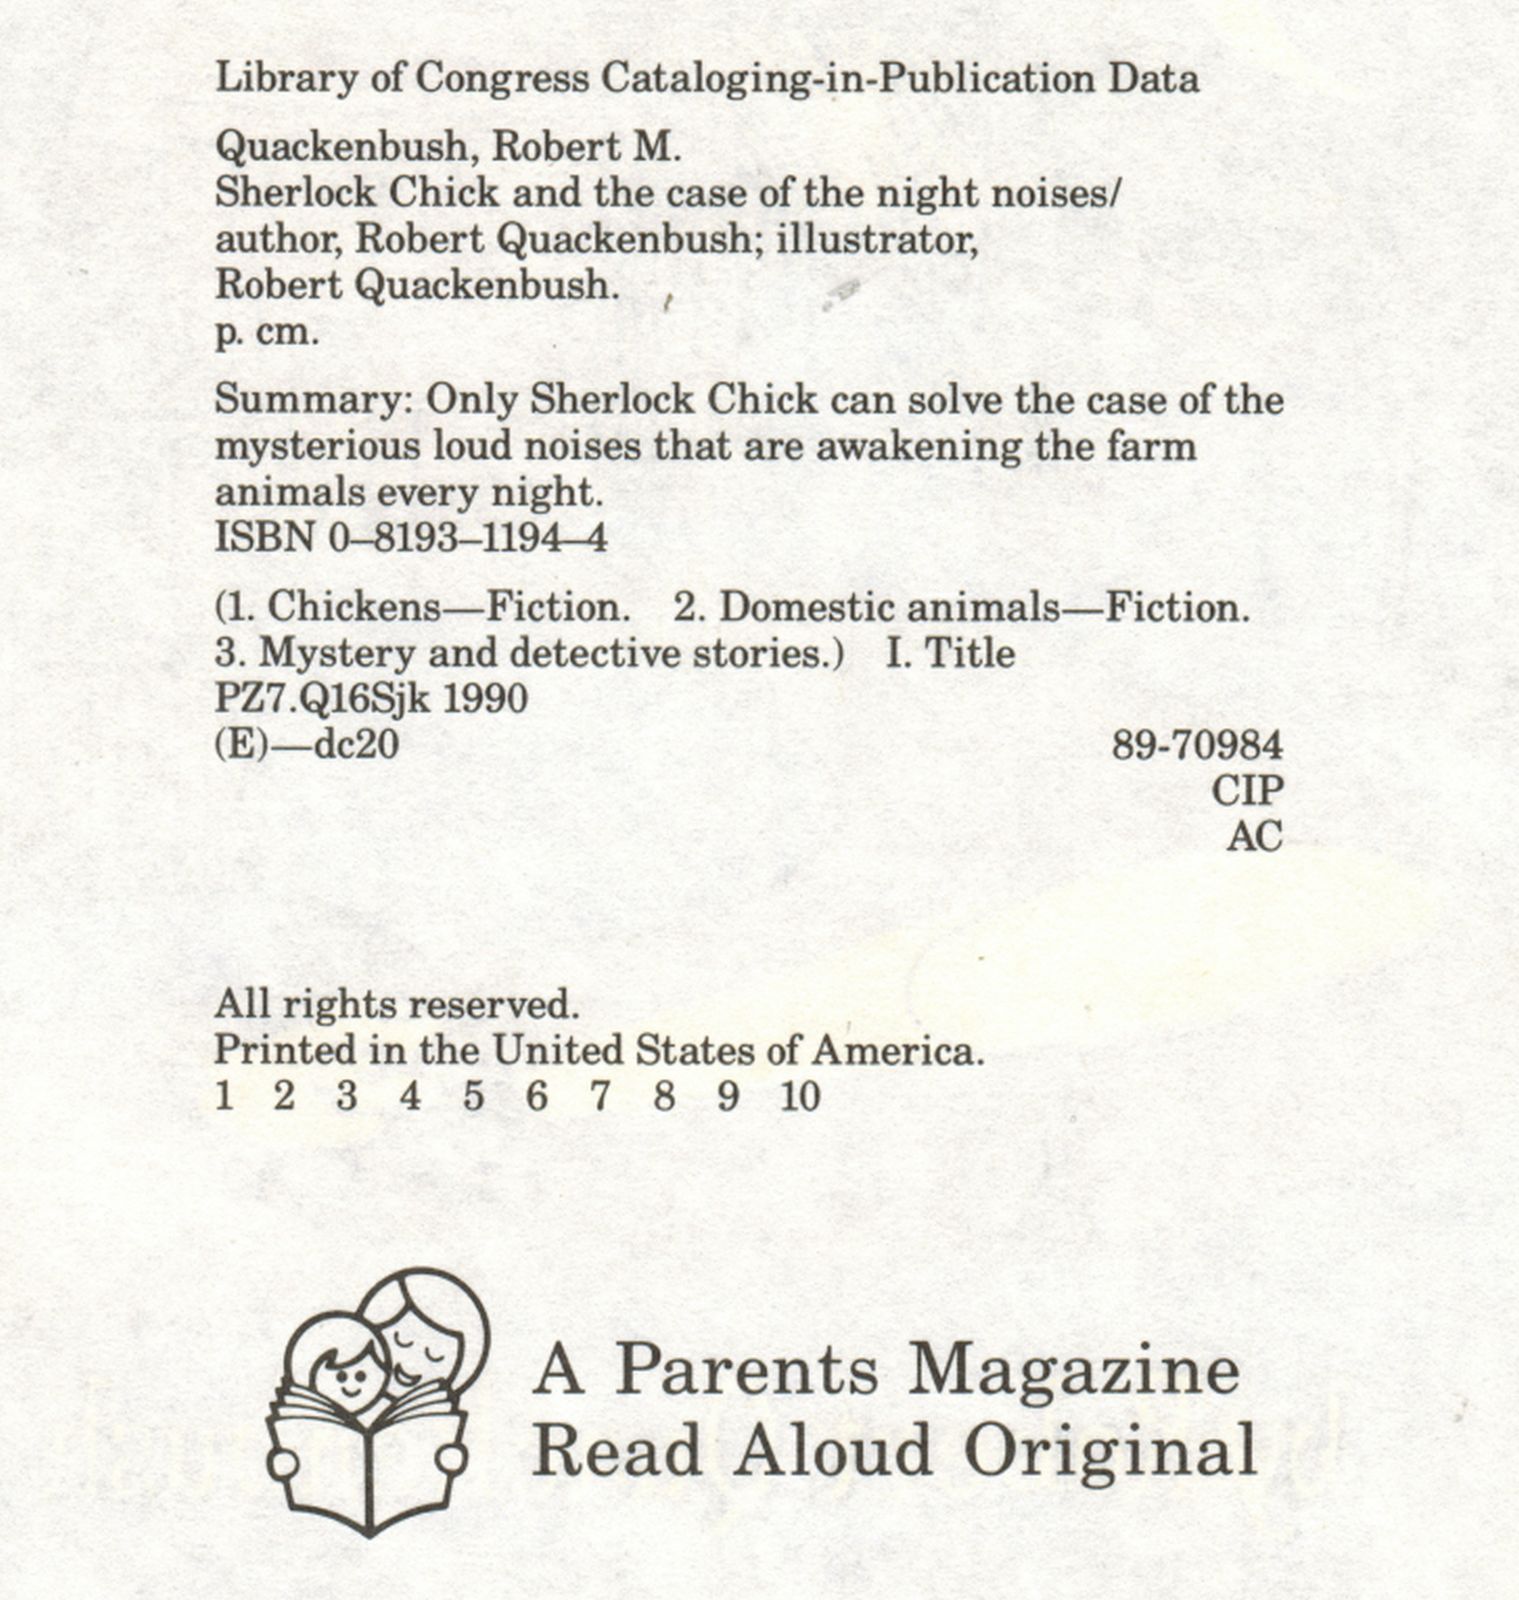 Library of Congress Cataloging-in-Publication Data
Quackenbush, Robert M.
Sherlock Chick and the case of the night noises/
author, Robert Quackenbush; illustrator,
Robert Quackenbush.
p. cm.
Summary: Only Sherlock Chick can solve the case of the
mysterious loud noises that are awakening the farm
animals every night.
ISBN 0–8193–1194–4
(1. Chickens—Fiction. 2. Domestic animals—Fiction.
3. Mystery and detective stories.) I. Title
PZ7.Q16Sjk 1990
(E)—dc20 89-70984
CIP
AC
All rights reserved.
Printed in the United States of America.
1 2 3 4 5 6 7 8 9 10
A Parents Magazine
Read Aloud Original